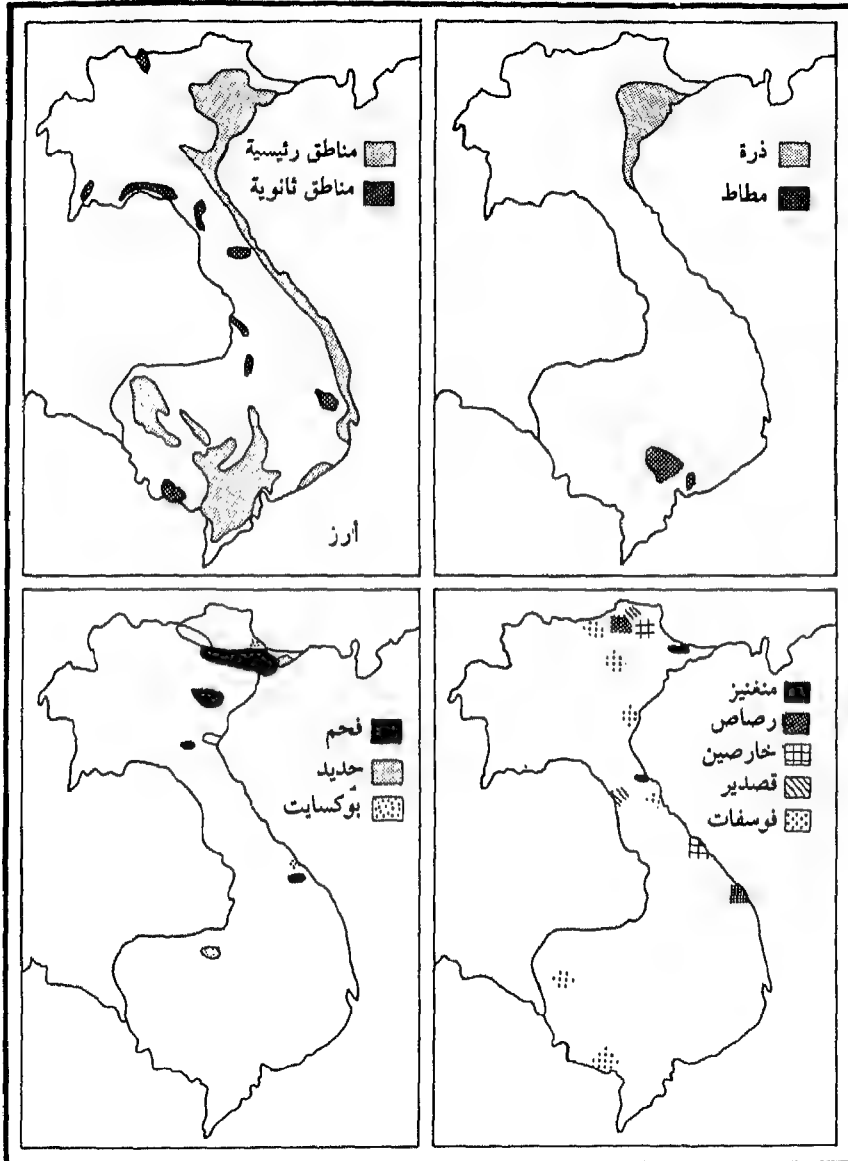 ذرة
مطاط
مناطق رئيسية
مناطق ثانوية
أرز
منغنيز
رصاص
خارصين
قصدير
فوسفات
فحم
حديد
بوكسايت